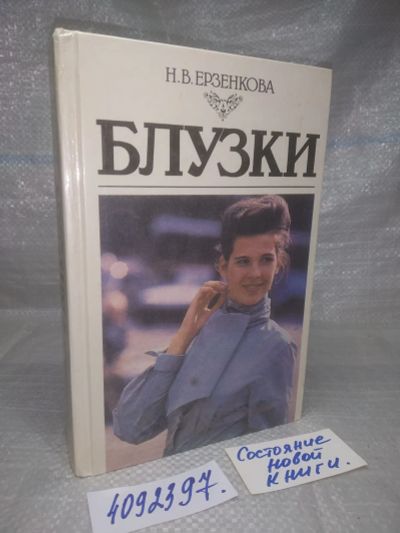 Н.В.ЕРЗЕНКОВА
БЛУЗКИ
4092397.
Состояние
новой
книги.